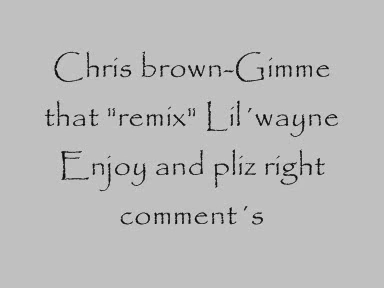 Chris brown-Gimme
that "remix" Lil´wayne
Enjoy and pliz right
comment´s